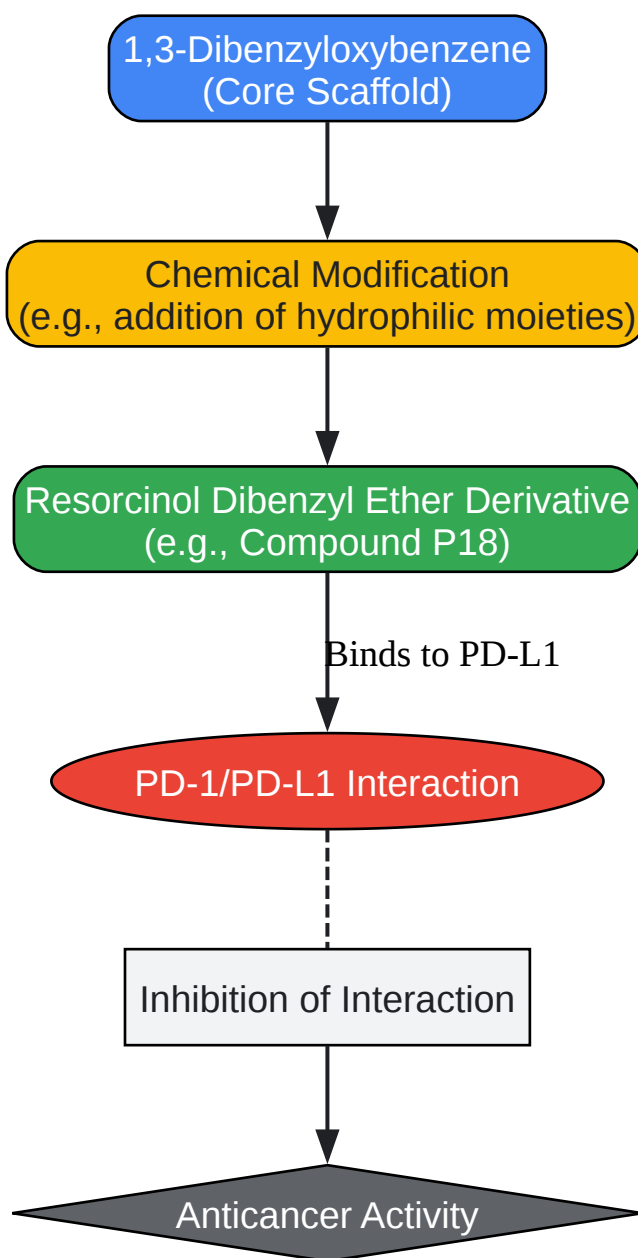 1,3-Dibenzyloxybenzene
(Core Scaffold)
Chemical Modification
(e.g., addition of hydrophilic moieties)
Resorcinol Dibenzyl Ether Derivative
(e.g., Compound P18)
Binds to PD-L1
PD-1/PD-L1 Interaction
Inhibition of Interaction
Anticancer Activity